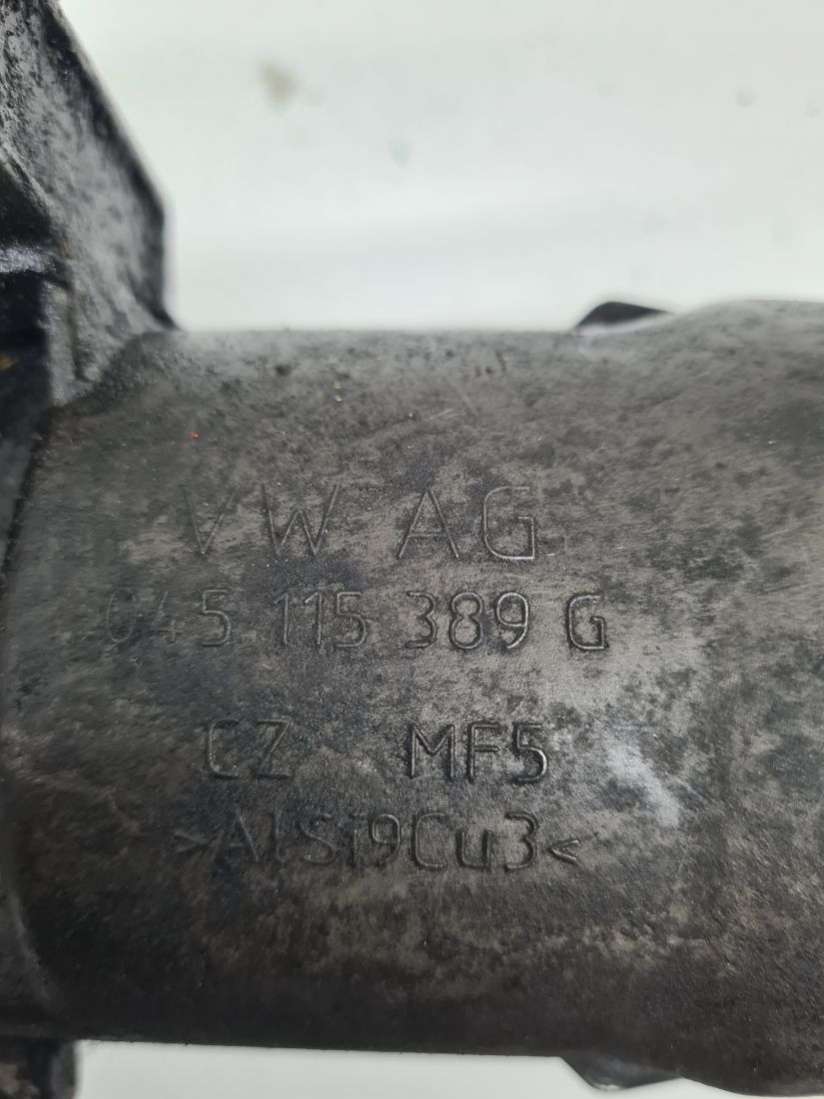 VW AG
045 115 389 G
CZ MF5
>AlSi9Cu3<